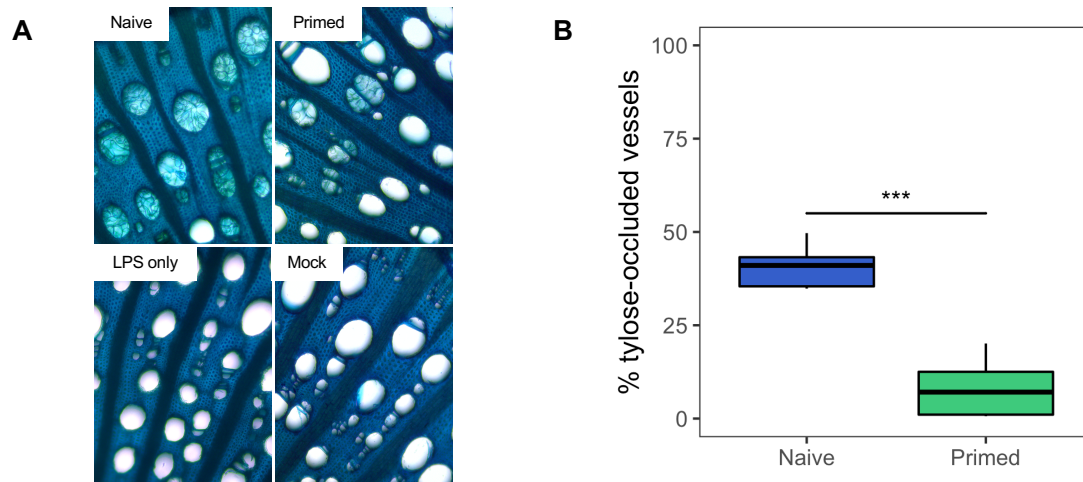 A
Naive
Primed
LPS only
Mock
B
% tylose-occluded vessels
100
75
50
25
0
***
Naive
Primed